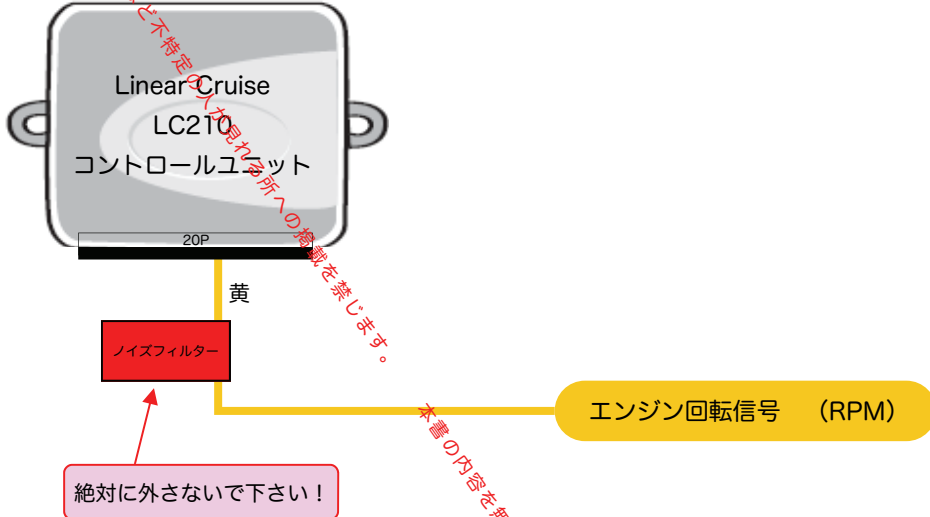 Linear Cruise
LC210
コントロールユニット
20P
黄
ノイズフィルター
エンジン回転信号 （RPM）
絶対に外さないで下さい！
ど不特定の人が見れる所への掲載を禁じます。
本書の内容を無